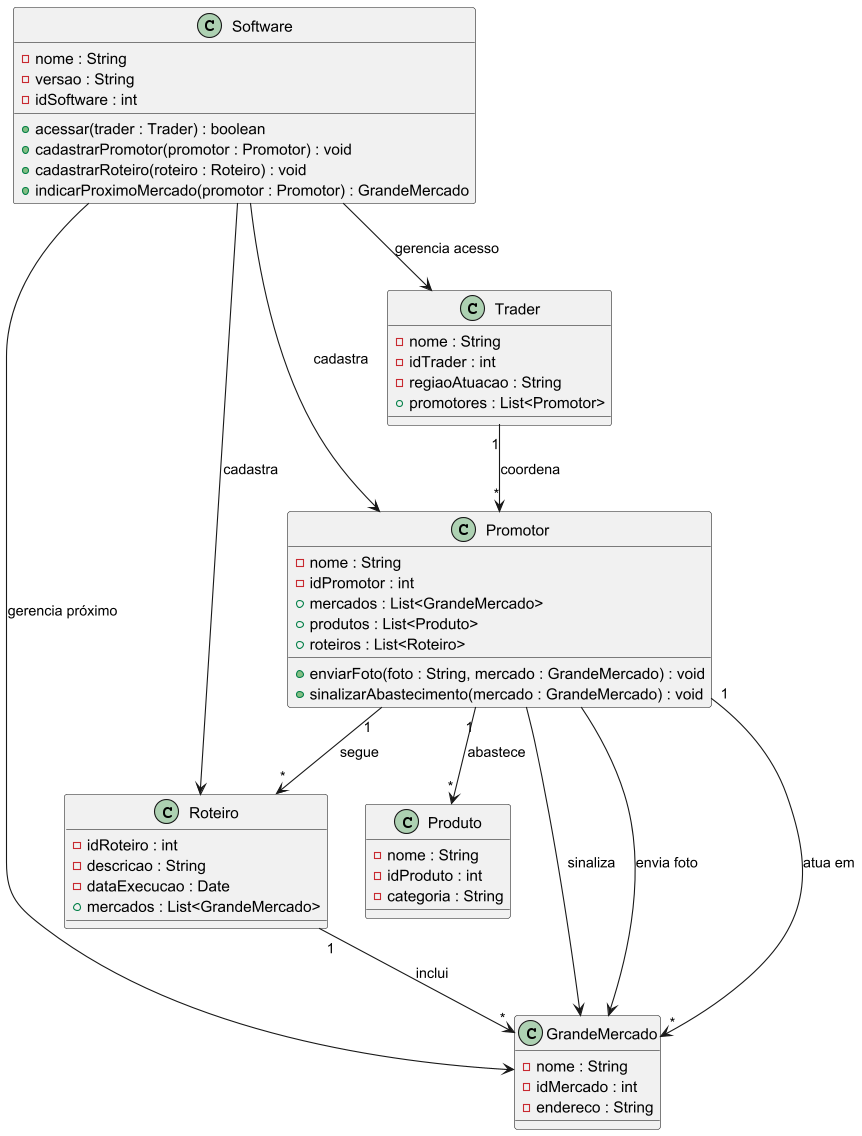 C Software
nome : String
versao : String
idSoftware : int
acessar(trader : Trader) : boolean
cadastrarPromotor(promotor : Promotor) : void
cadastrarRoteiro(roteiro : Roteiro) : void
indicarProximoMercado(promotor : Promotor) : GrandeMercado
gerencia acesso
C Trader
nome : String
idTrader : int
regiaoAtuacao : String
promotores : List<Promotor>
cadastra
1
cadastra
coordena
*
C Promotor
nome : String
idPromotor : int
mercados : List<GrandeMercado>
produtos : List<Produto>
roteiros : List<Roteiro>
enviarFoto(foto : String, mercado : GrandeMercado) : void
sinalizarAbastecimento(mercado : GrandeMercado) : void
gerencia próximo
1
1
1
segue
abastece
*
*
C Roteiro
idRoteiro : int
descricao : String
dataExecucao : Date
mercados : List<GrandeMercado>
C Produto
nome : String
idProduto : int
categoria : String
sinaliza
envia foto
atua em
1
inclui
*
*
C GrandeMercado
nome : String
idMercado : int
endereco : String